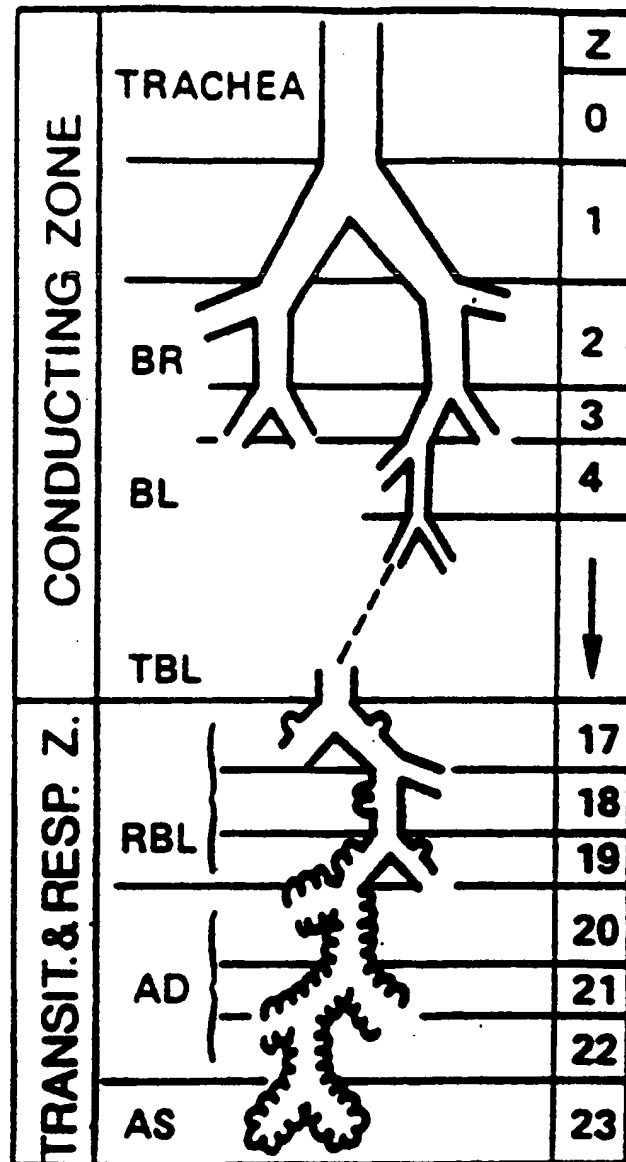 Z
TRACHEA
0
1
BR
2
3
BL
4
TBL
17
18
RBL
19
20
AD
21
22
AS
23
CONDUCTING ZONE
TRANSIT.& RESP. Z.